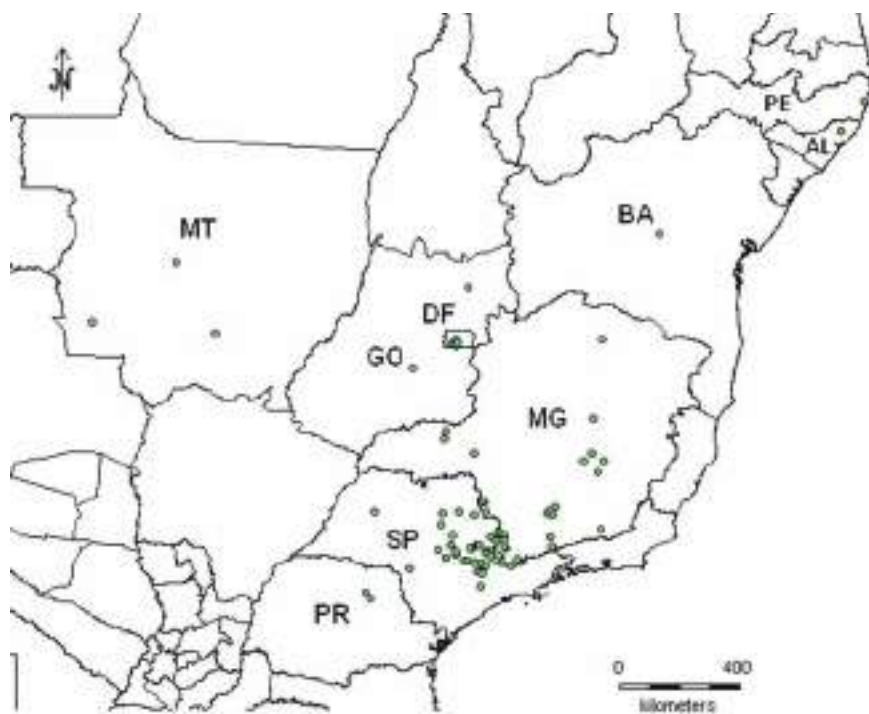 N
PE
AL
MT
BA
DF
GO
MG
SP
PR
0 400
kilometers